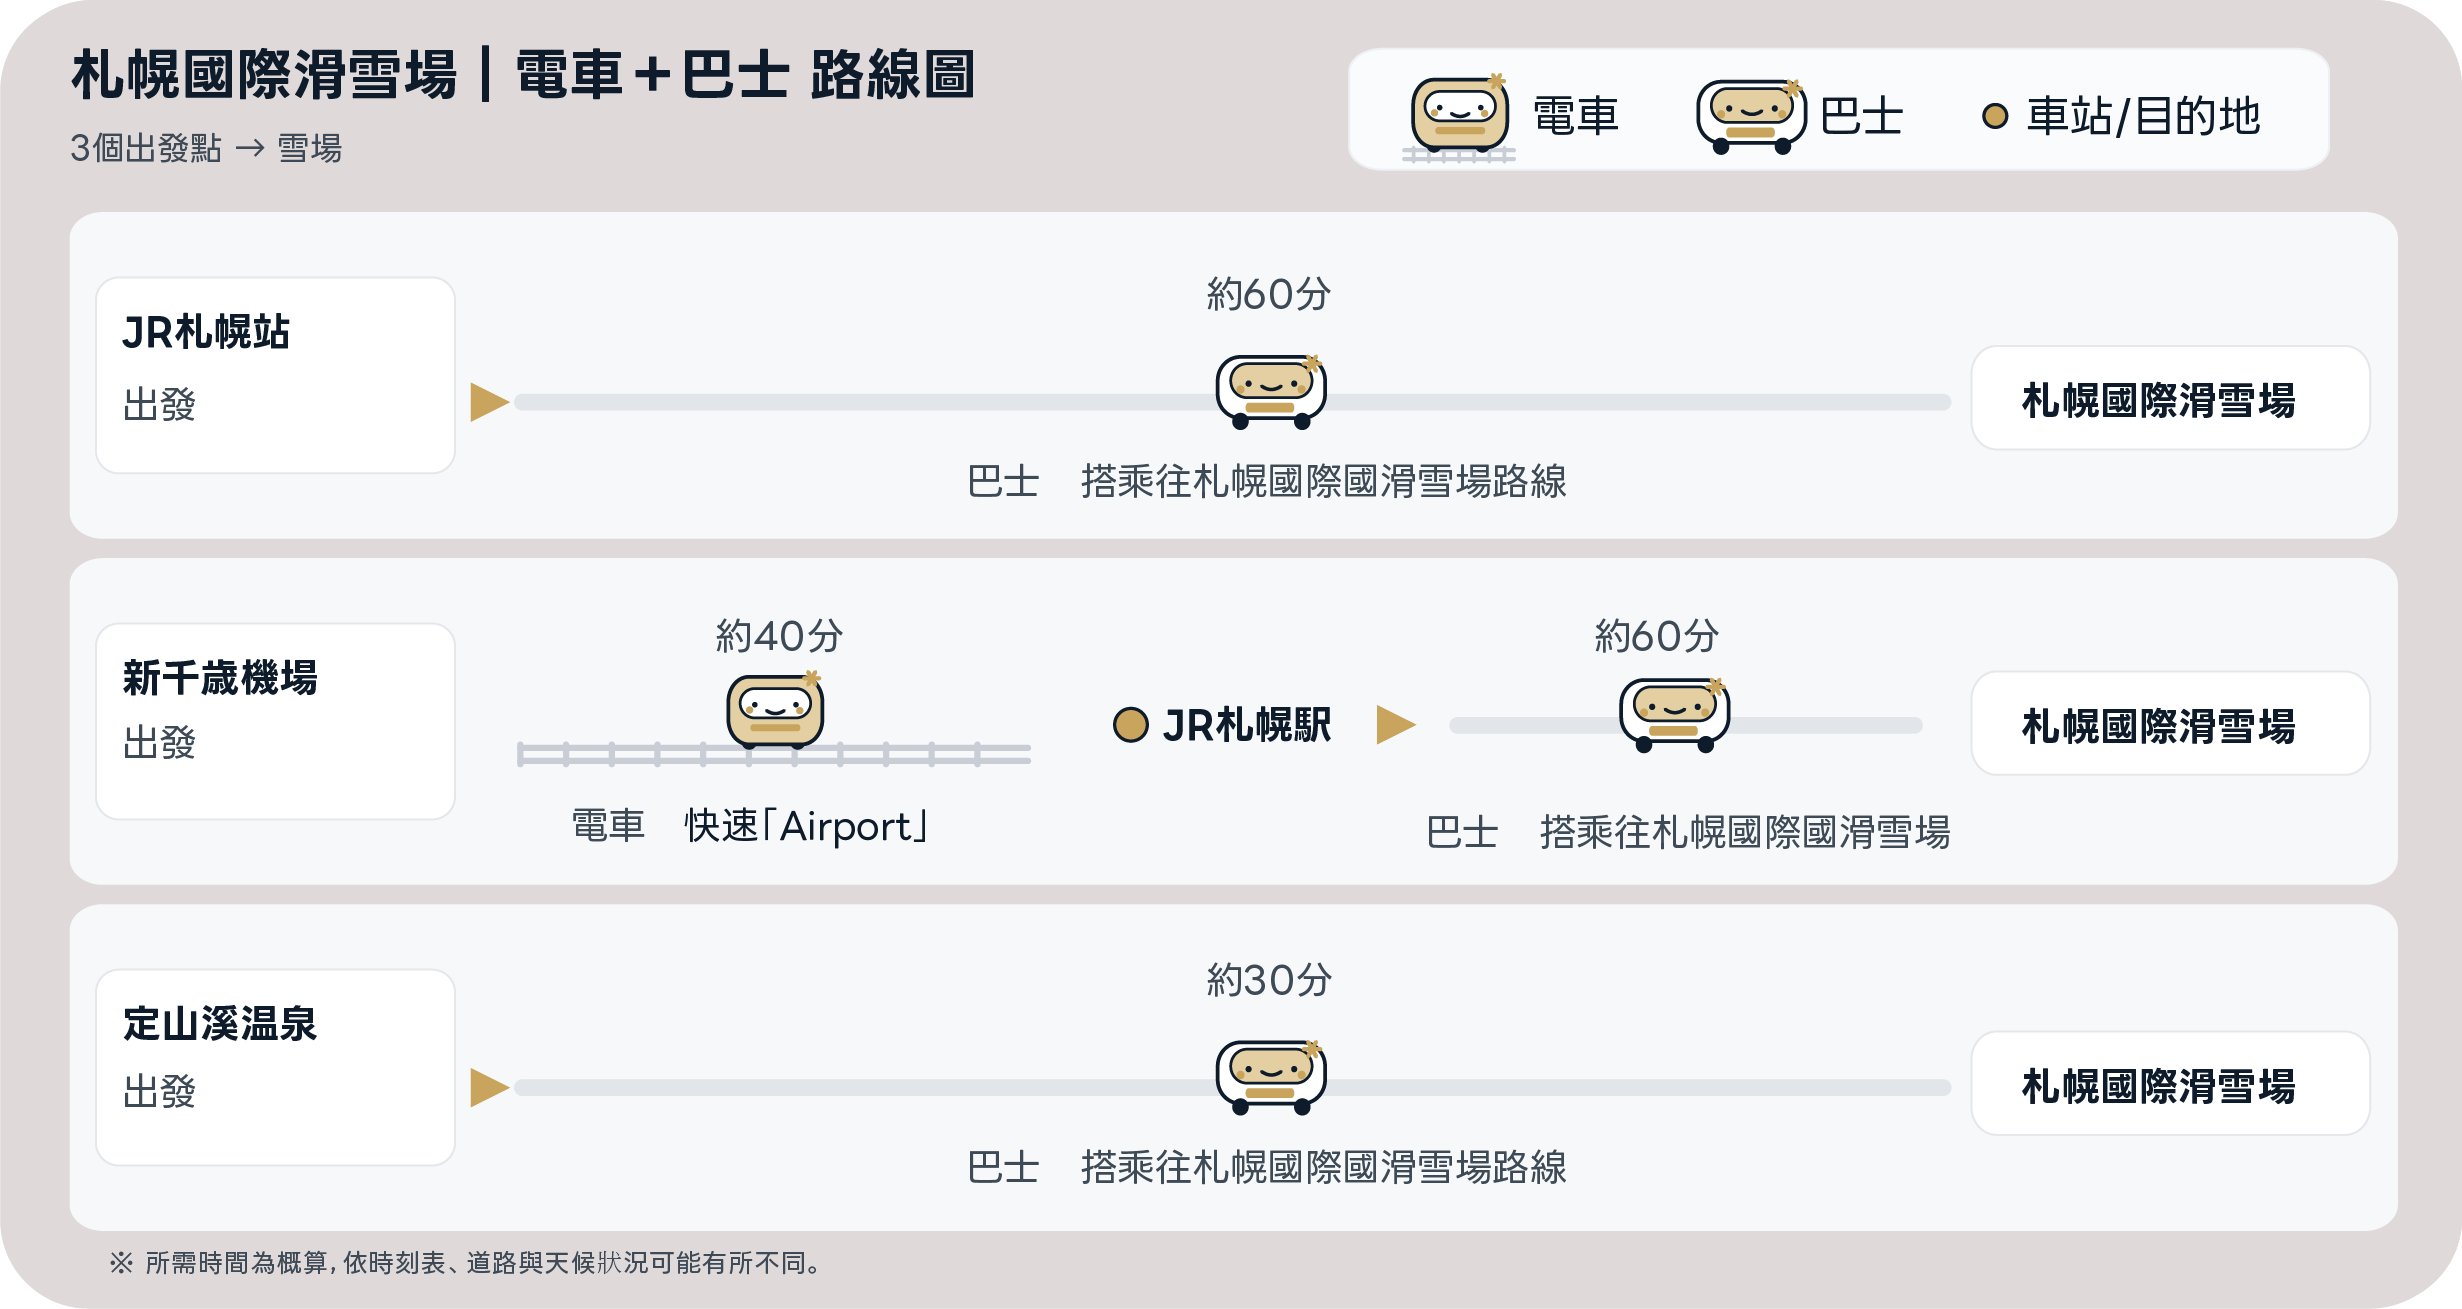 札幌國際滑雪場｜電車+巴士 路線圖
3個出發點 → 雪場
電車 巴士 車站/目的地
約60分
JR札幌站
出發
札幌國際滑雪場
巴士 搭乘往札幌國際國滑雪場路線
約40分 約60分
新千歳機場
出發
JR札幌駅
札幌國際滑雪場
電車 快速「Airport」
巴士 搭乘往札幌國際國滑雪場
約30分
定山溪温泉
出發
札幌國際滑雪場
巴士 搭乘往札幌國際國滑雪場路線
※ 所需時間為概算，依時刻表、道路與天候狀況可能有所不同。